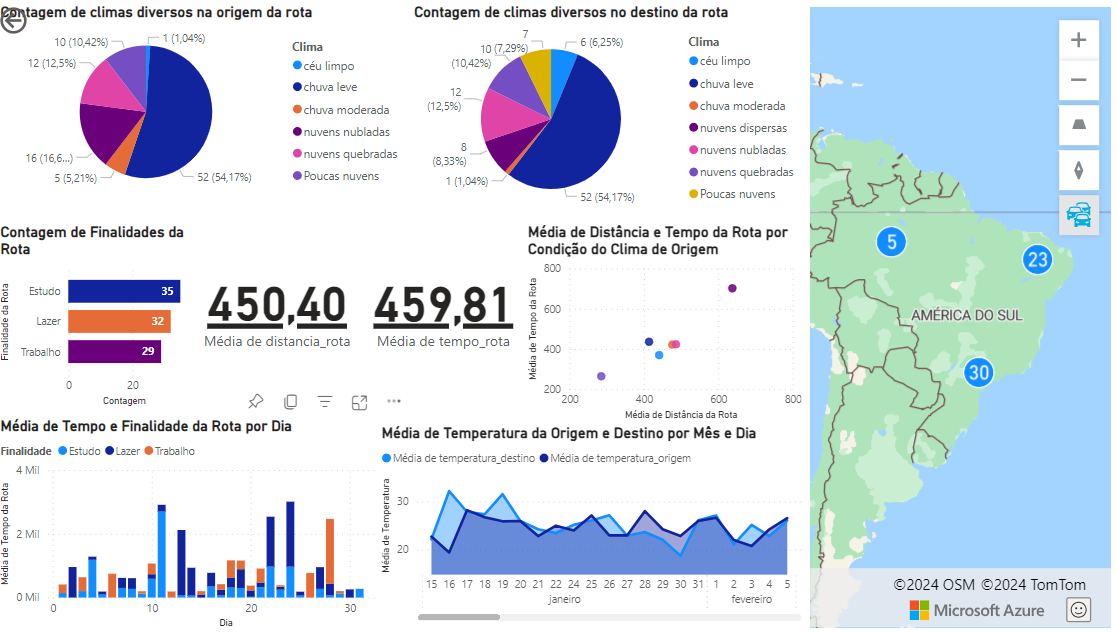 Contagem de climas diversos na origem da rota
10 (10,42%)
1 (1,04%)
12 (12,5%)
16 (16,6...)
5 (5,21%)
52 (54,17%)
Clima
céu limpo
chuva leve
chuva moderada
nuvens nubladas
nuvens quebradas
Poucas nuvens
Contagem de climas diversos no destino da rota
7
(7,29%)
6 (6,25%)
10
(10,42%)
12
(12,5%)
8
(8,33%)
1 (1,04%)
52 (54,17%)
Clima
céu limpo
chuva leve
chuva moderada
nuvens dispersas
nuvens nubladas
nuvens quebradas
Poucas nuvens
Contagem de Finalidades da
Rota
Finalidade da Rota
Estudo 35
Lazer 32
Trabalho 29
0 20
Contagem
450,40
Média de distancia_rota
459,81
Média de tempo_rota
Média de Distância e Tempo da Rota por
Condição do Clima de Origem
Média de Tempo da Rota
800
600
400
200
200 400 600 800
Média de Distância da Rota
Média de Tempo e Finalidade da Rota por Dia
Finalidade Estudo Lazer Trabalho
Média de Tempo da Rota
4 Mil
2 Mil
0 Mil
0 10 20 30
Dia
Média de Temperatura da Origem e Destino por Mês e Dia
Média de temperatura_destino Média de temperatura_origem
Média de Temperatura
30
20
15 16 17 18 19 20 21 22 24 25 26 27 28 29 30 31 1 2 3 4 5
janeiro fevereiro
5
23
AMÉRICA DO SUL
30
©2024 OSM ©2024 TomTom
Microsoft Azure